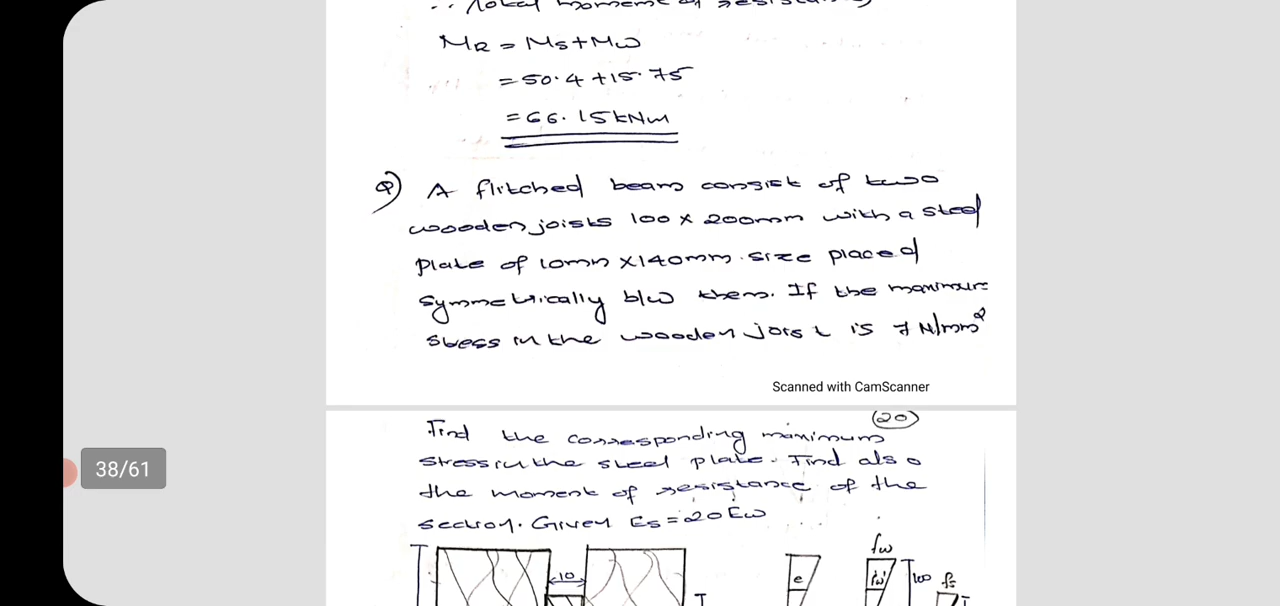 MR = Ms+Mw
= 50.4 + 15.75
= 66.15kNm
Q) A flitched beam consist of two
wooden joists 100 x 200mm with a steel
plate of 10mm x 140mm size placed
symmetrically b/w them. If the maximum
stress in the wooden joist is 7 N/mm²
Scanned with CamScanner
(20)
Find the corresponding maximum
stress in the steel plate. Find also
the moment of resistance of the
section. Given Es = 20 Ew
fw
10
e
fw'
100
fs
38/61